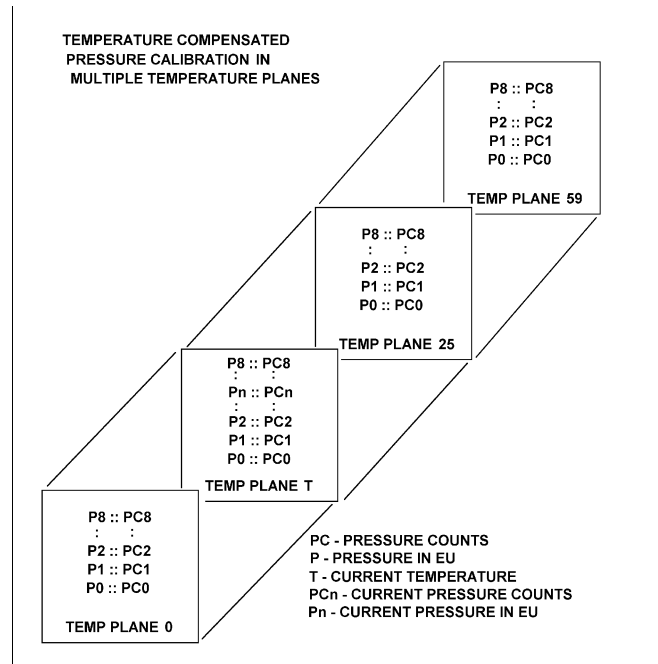 TEMPERATURE COMPENSATED
PRESSURE CALIBRATION IN
MULTIPLE TEMPERATURE PLANES
P8 :: PC8
: :
P2 :: PC2
P1 :: PC1
P0 :: PC0
TEMP PLANE 59
P8 :: PC8
: :
P2 :: PC2
P1 :: PC1
P0 :: PC0
TEMP PLANE 25
P8 :: PC8
: :
Pn :: PCn
: :
P2 :: PC2
P1 :: PC1
P0 :: PC0
TEMP PLANE T
P8 :: PC8
: :
P2 :: PC2
P1 :: PC1
P0 :: PC0
TEMP PLANE 0
PC - PRESSURE COUNTS
P - PRESSURE IN EU
T - CURRENT TEMPERATURE
PCn - CURRENT PRESSURE COUNTS
Pn - CURRENT PRESSURE IN EU